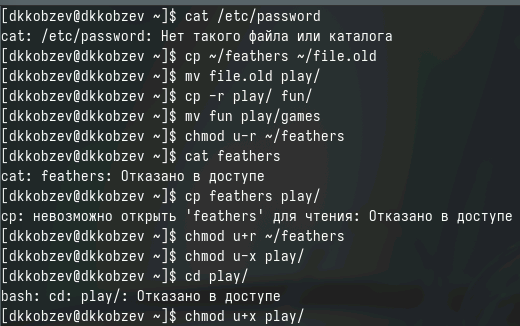 [dkkobzev@dkkobzev ~]$ cat /etc/password
cat: /etc/password: Нет такого файла или каталога
[dkkobzev@dkkobzev ~]$ cp ~/feathers ~/file.old
[dkkobzev@dkkobzev ~]$ mv file.old play/
[dkkobzev@dkkobzev ~]$ cp -r play/ fun/
[dkkobzev@dkkobzev ~]$ mv fun play/games
[dkkobzev@dkkobzev ~]$ chmod u-r ~/feathers
[dkkobzev@dkkobzev ~]$ cat feathers
cat: feathers: Отказано в доступе
[dkkobzev@dkkobzev ~]$ cp feathers play/
cp: невозможно открыть 'feathers' для чтения: Отказано в доступе
[dkkobzev@dkkobzev ~]$ chmod u+r ~/feathers
[dkkobzev@dkkobzev ~]$ chmod u-x play/
[dkkobzev@dkkobzev ~]$ cd play/
bash: cd: play/: Отказано в доступе
[dkkobzev@dkkobzev ~]$ chmod u+x play/